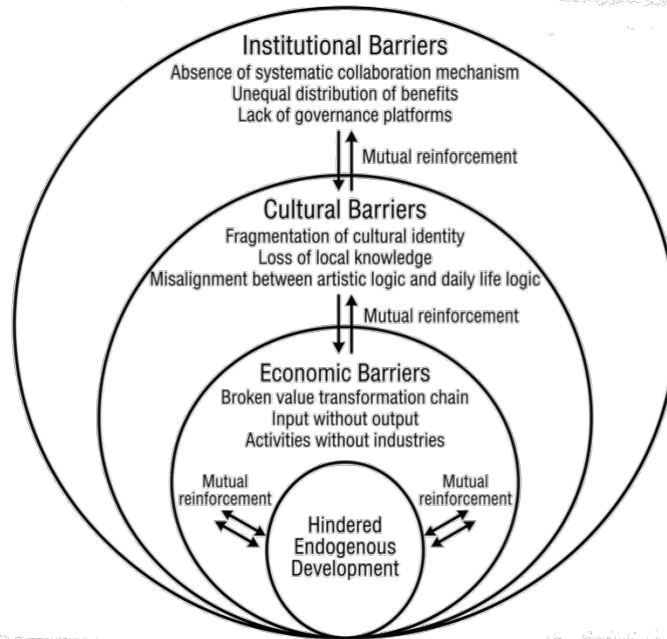 Institutional Barriers
Absence of systematic collaboration mechanism
Unequal distribution of benefits
Lack of governance platforms
Mutual reinforcement
Cultural Barriers
Fragmentation of cultural identity
Loss of local knowledge
Misalignment between artistic logic and daily life logic
Mutual reinforcement
Economic Barriers
Broken value transformation chain
Input without output
Activities without industries
Mutual
reinforcement
Mutual
reinforcement
Hindered
Endogenous
Development